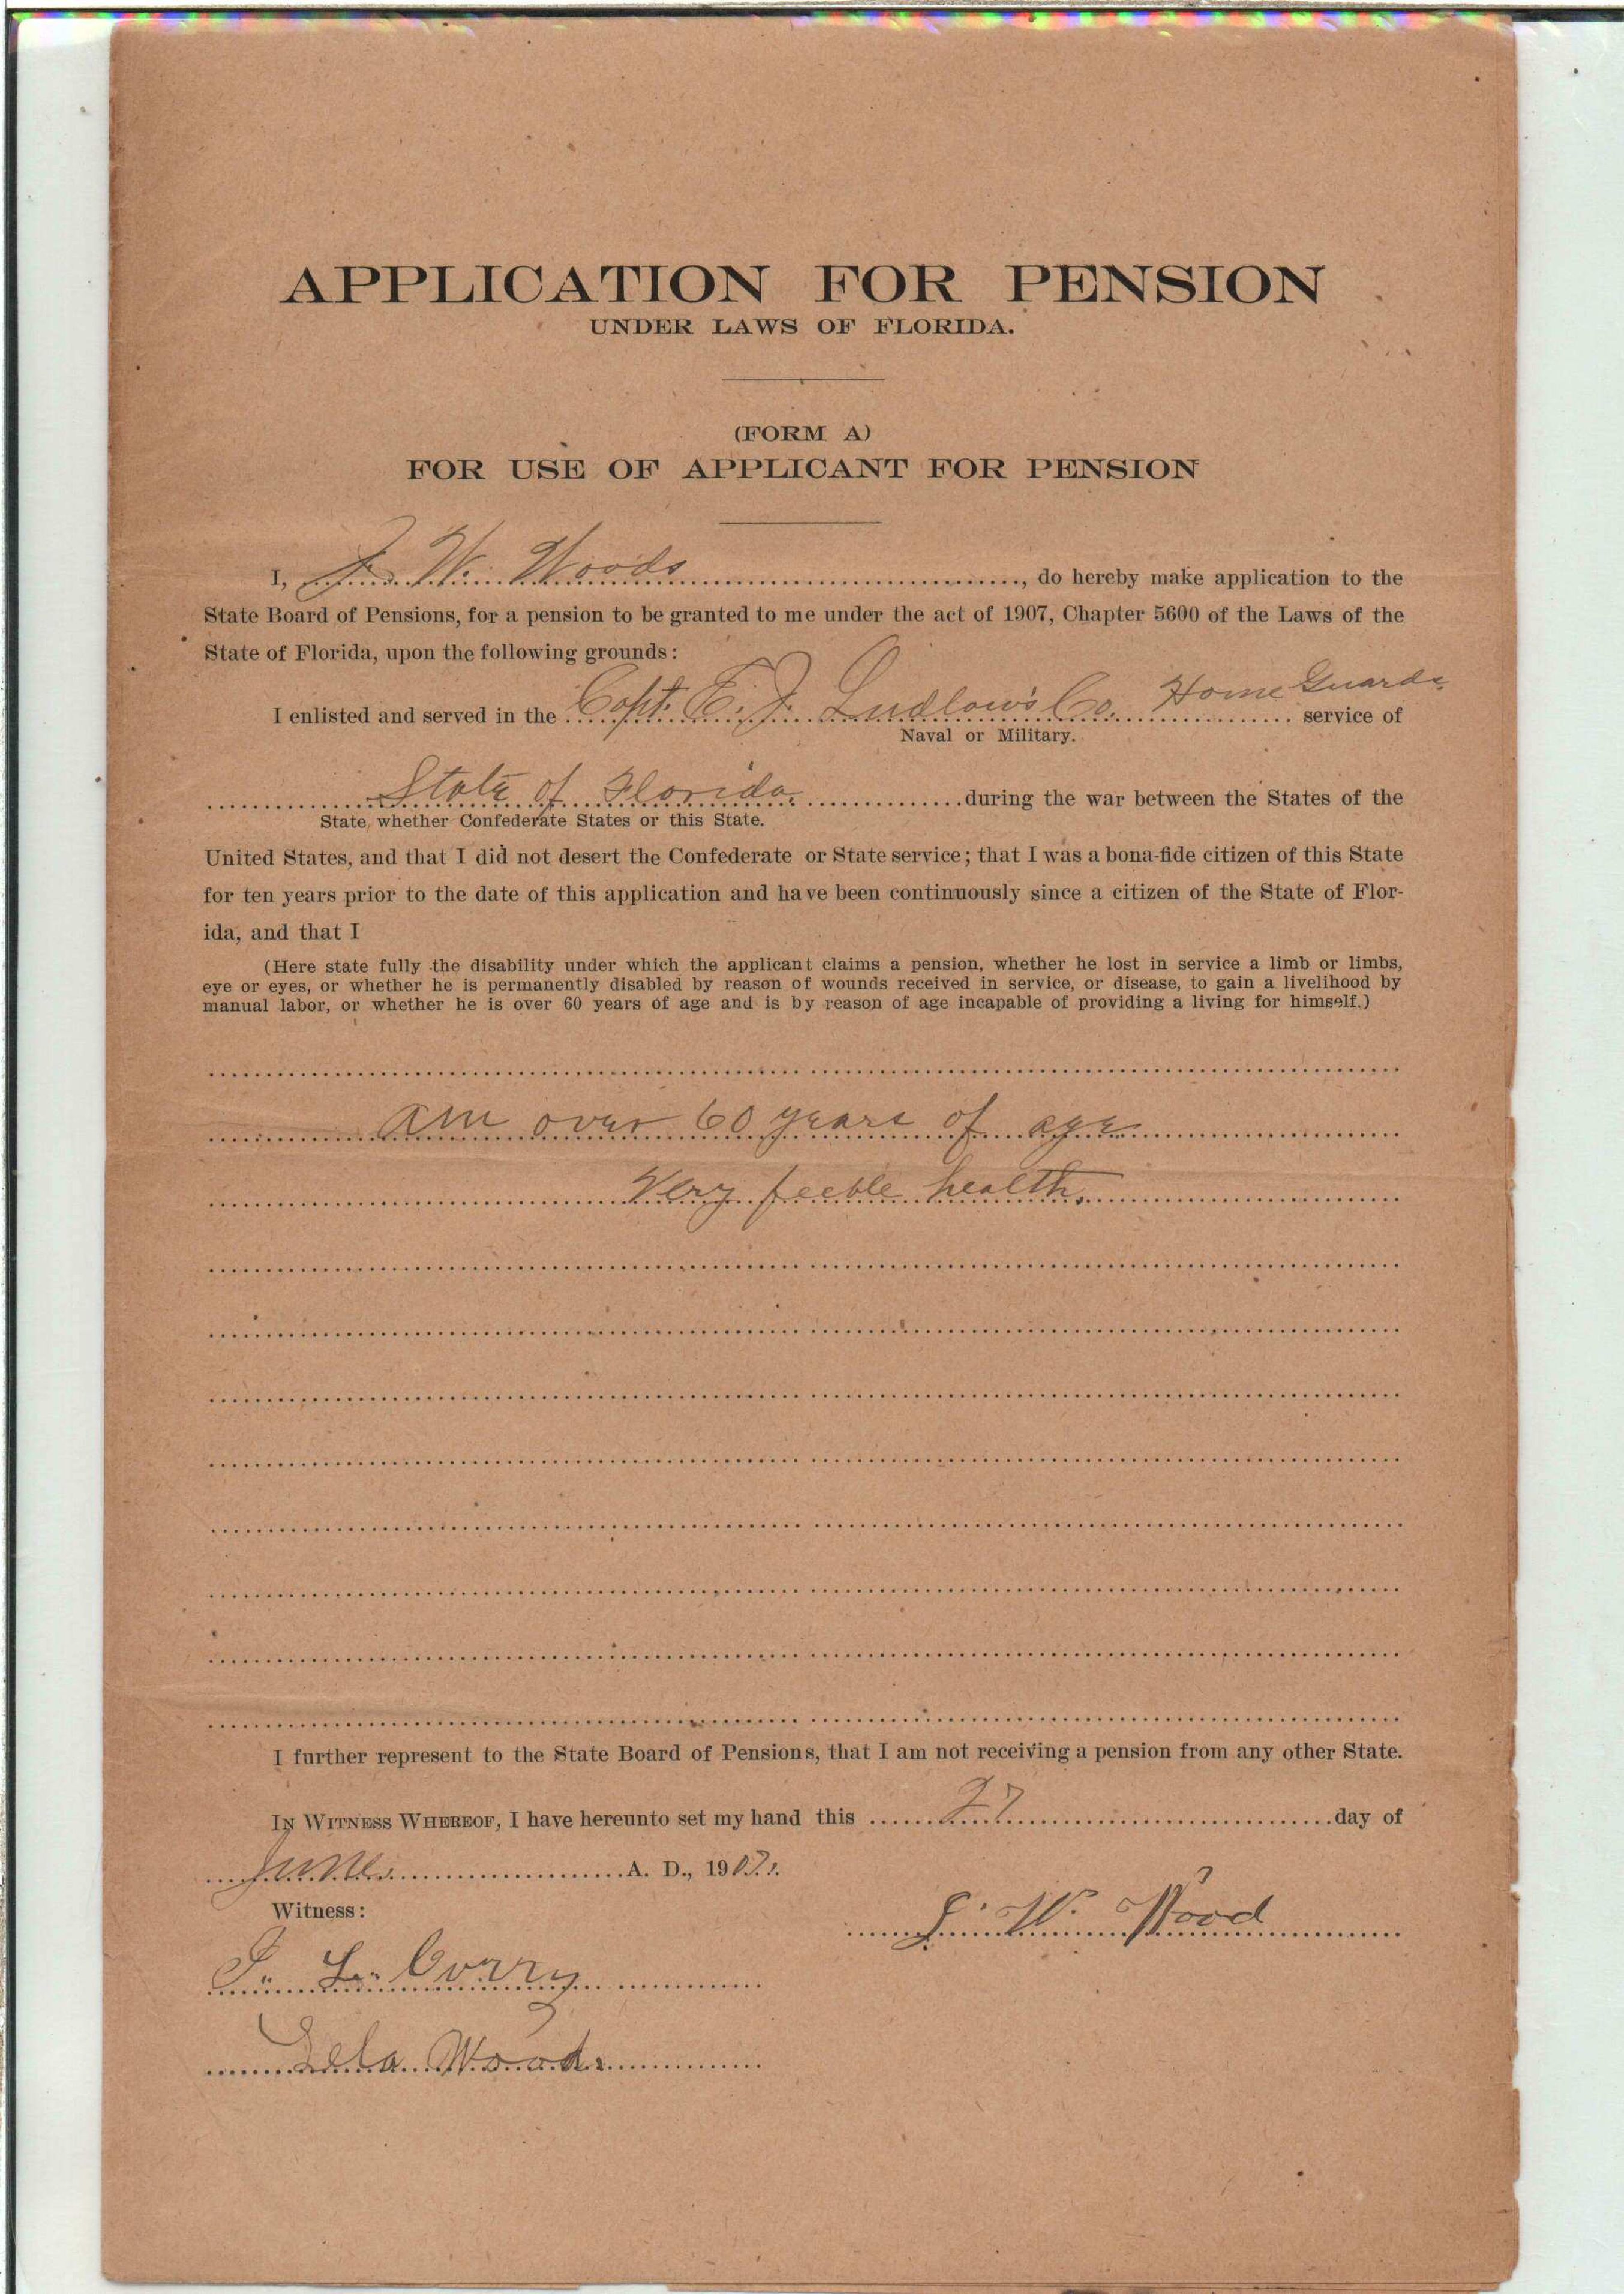 APPLICATION FOR PENSION
UNDER LAWS OF FLORIDA.
(FORM A)
FOR USE OF APPLICANT FOR PENSION
I, F. W. Woods, do hereby make application to the
State Board of Pensions, for a pension to be granted to me under the act of 1907, Chapter 5600 of the Laws of the
State of Florida, upon the following grounds:
I enlisted and served in the Capt. Ludlow's Co. Home Guards service of
Naval or Military.
State of Florida. during the war between the States of the
State, whether Confederate States or this State.
United States, and that I did not desert the Confederate or State service; that I was a bona-fide citizen of this State
for ten years prior to the date of this application and have been continuously since a citizen of the State of Flor-
ida, and that I
(Here state fully the disability under which the applicant claims a pension, whether he lost in service a limb or limbs,
eye or eyes, or whether he is permanently disabled by reason of wounds received in service, or disease, to gain a livelihood by
manual labor, or whether he is over 60 years of age and is by reason of age incapable of providing a living for himself.)
am over 60 years of age
Very feeble health.
I further represent to the State Board of Pensions, that I am not receiving a pension from any other State.
In Witness Whereof, I have hereunto set my hand this 27 day of
A. D., 1907.
Witness:
F. W. Wood
Woods